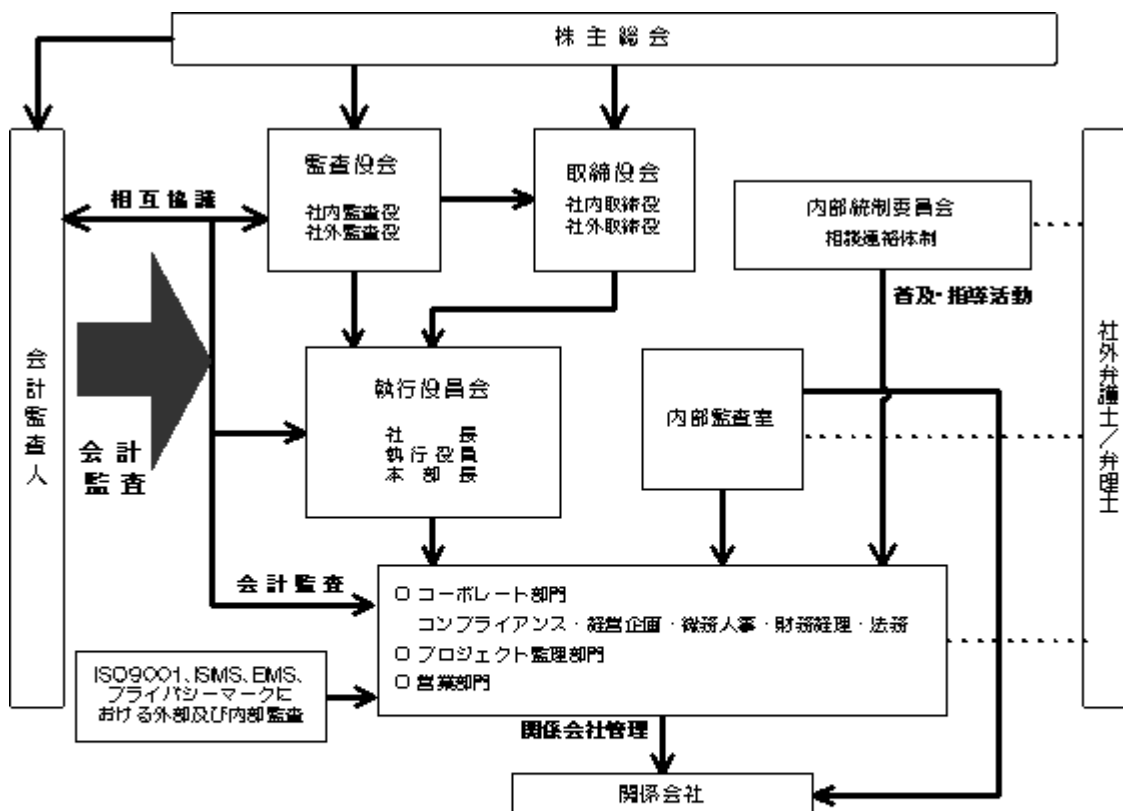 株主総会
監査役会
社内監査役
社外監査役
取締役会
社内取締役
社外取締役
内部統制委員会
相談連絡体制
相互協議
普及・指導活動
会計監査人
会計
監査
執行役員会
社長
執行役員
本部長
内部監査室
社外弁護士/弁理士
会計監査
○ コーポレート部門
コンプライアンス・経営企画・総務人事・財務経理・法務
○ プロジェクト監理部門
○ 営業部門
ISO9001、ISMS、EMS、
プライバシーマークに
おける外部及び内部監査
関係会社管理
関係会社